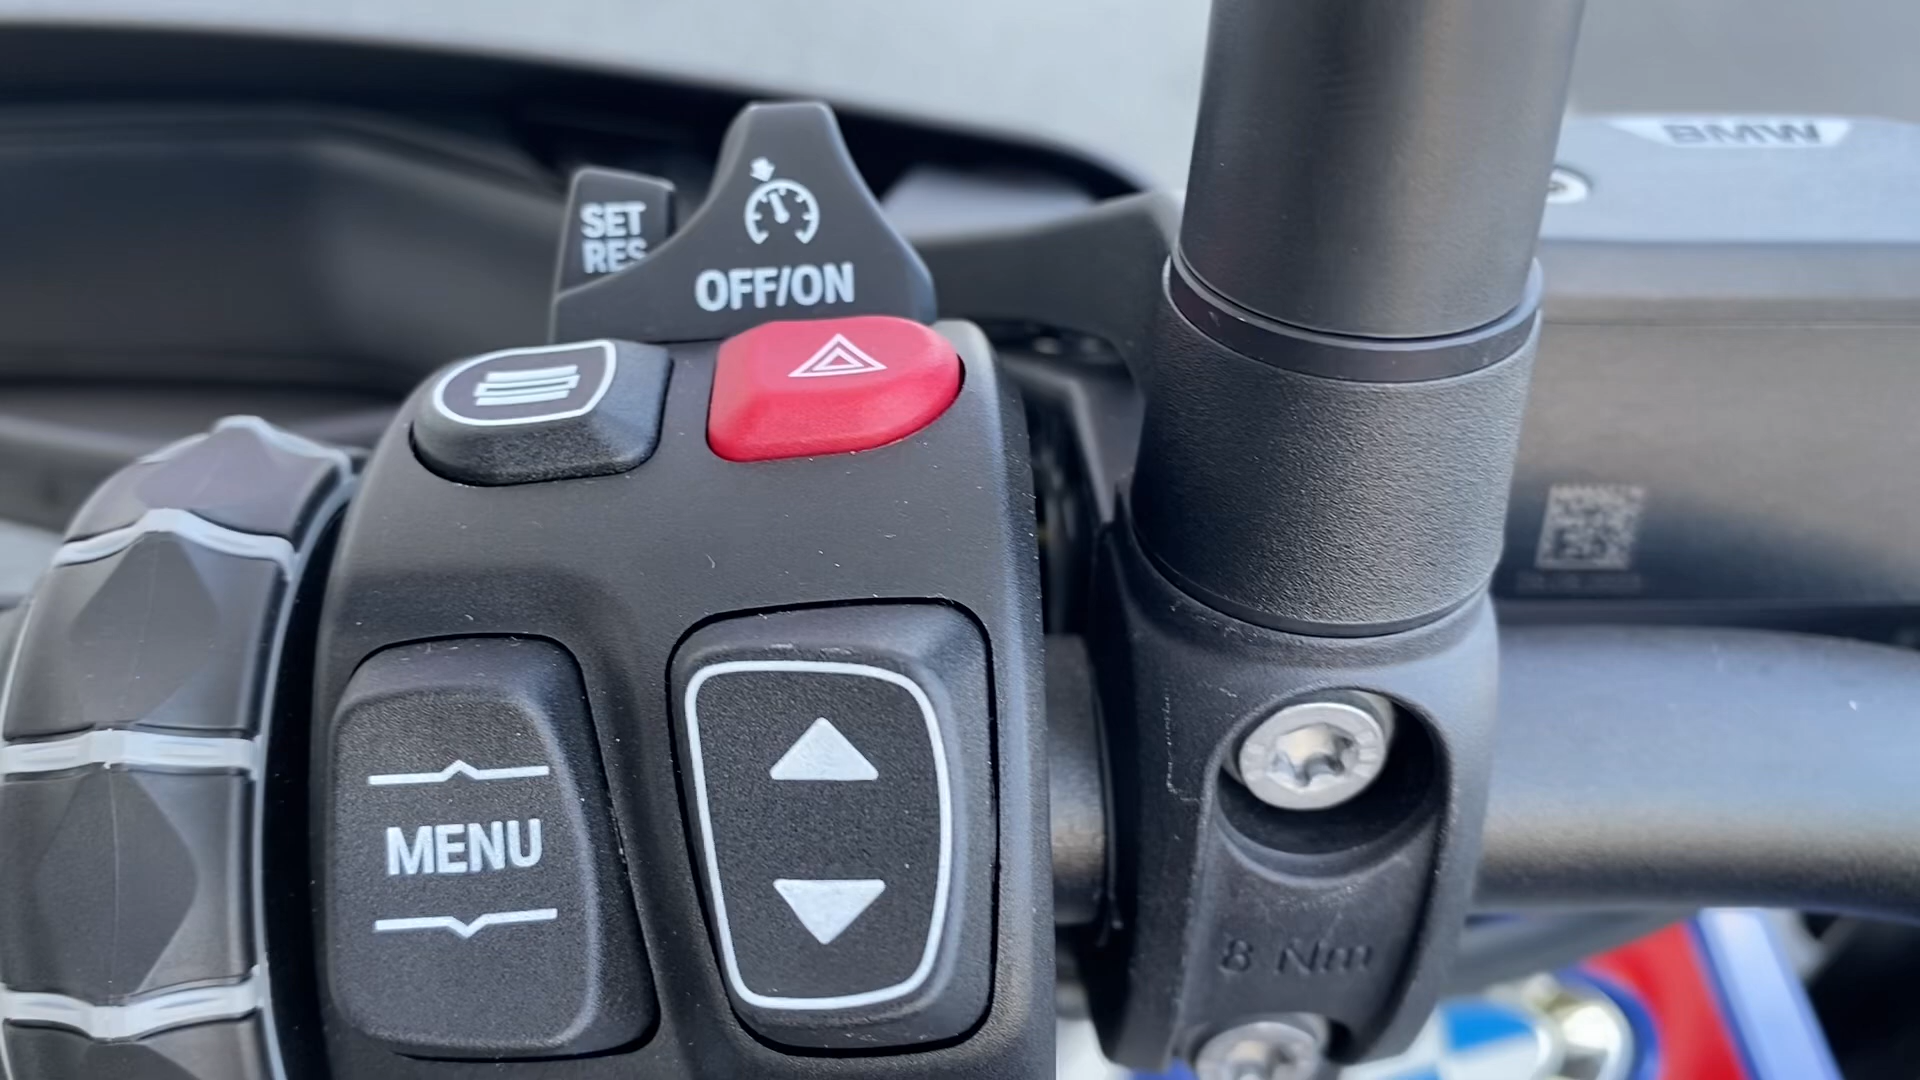 BMW
SET
RES
OFF/ON
MENU
8 Nm